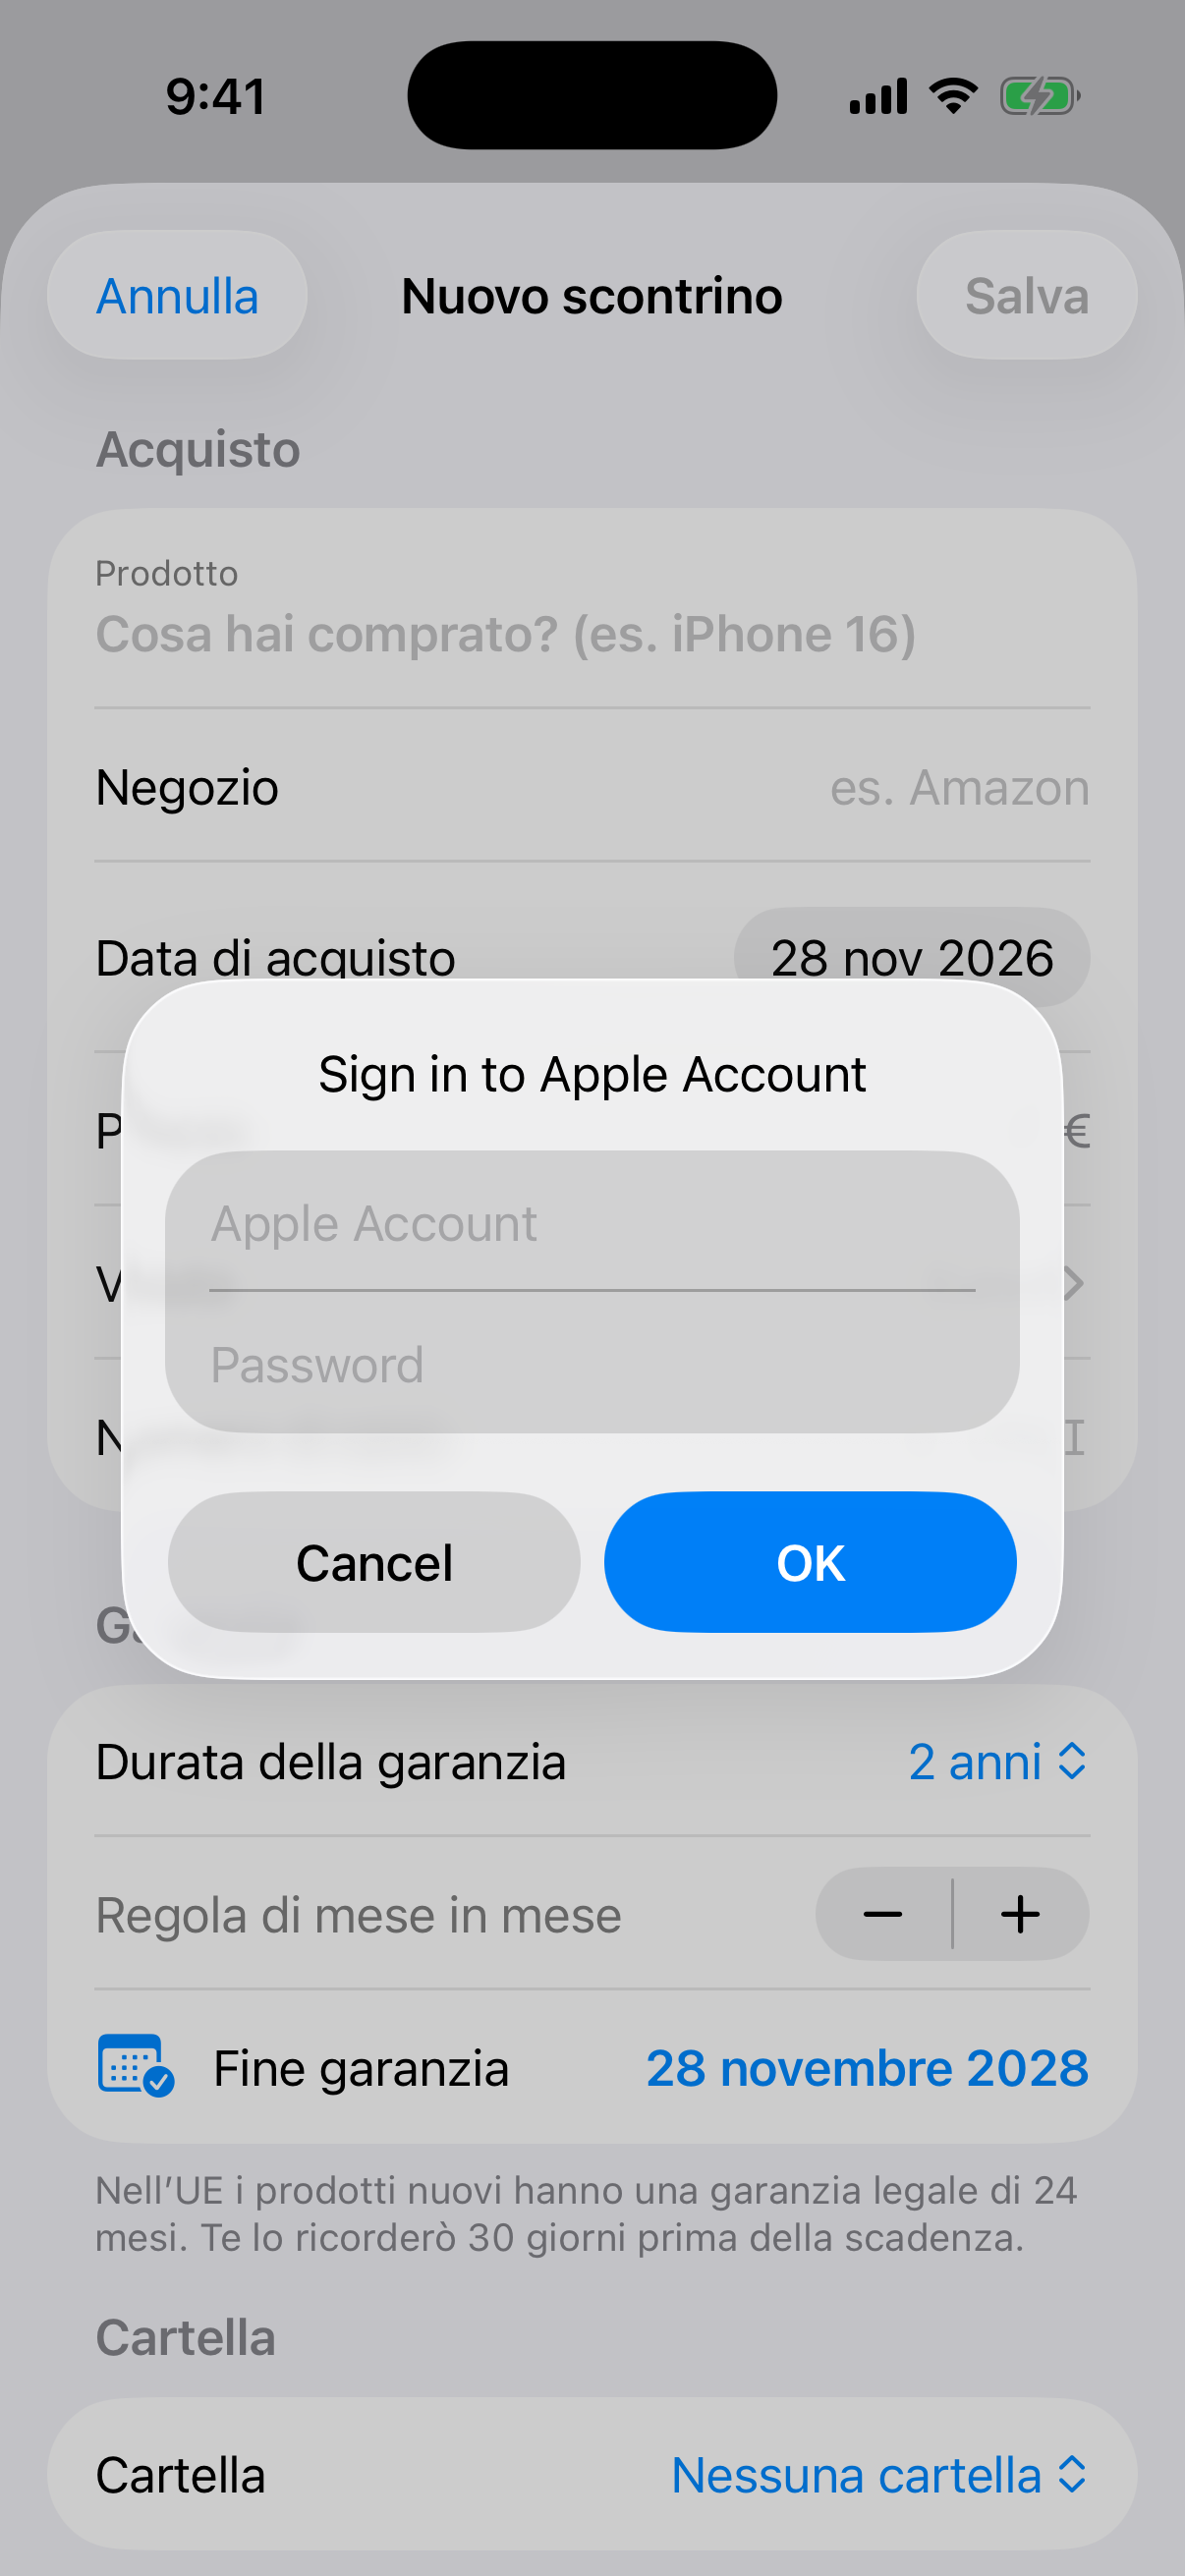 9:41
Annulla
Nuovo scontrino
Salva
Acquisto
Prodotto
Cosa hai comprato? (es. iPhone 16)
Negozio
es. Amazon
Data di acquisto
28 nov 2026
€
Sign in to Apple Account
Apple Account
Password
Cancel
OK
Durata della garanzia
2 anni
Regola di mese in mese
Fine garanzia
28 novembre 2028
Nell’UE i prodotti nuovi hanno una garanzia legale di 24
mesi. Te lo ricorderò 30 giorni prima della scadenza.
Cartella
Cartella
Nessuna cartella